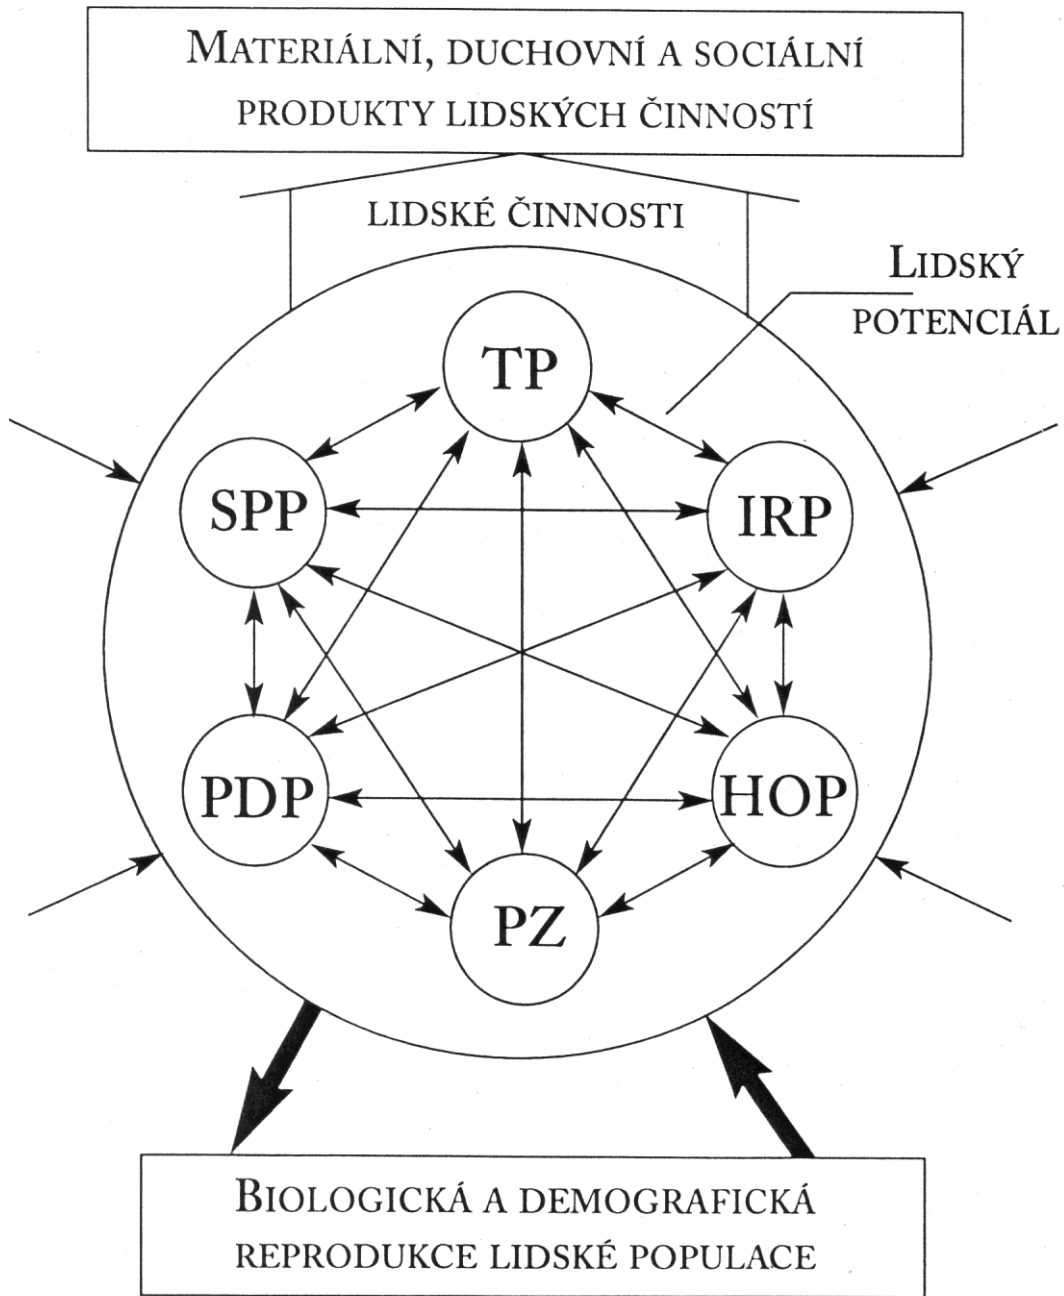 MATERIÁLNÍ, DUCHOVNÍ A SOCIÁLNÍ
PRODUKTY LIDSKÝCH ČINNOSTÍ
LIDSKÉ ČINNOSTI
LIDSKÝ
POTENCIÁL
TP
SPP
IRP
PDP
HOP
PZ
BIOLOGICKÁ A DEMOGRAFICKÁ
REPRODUKCE LIDSKÉ POPULACE